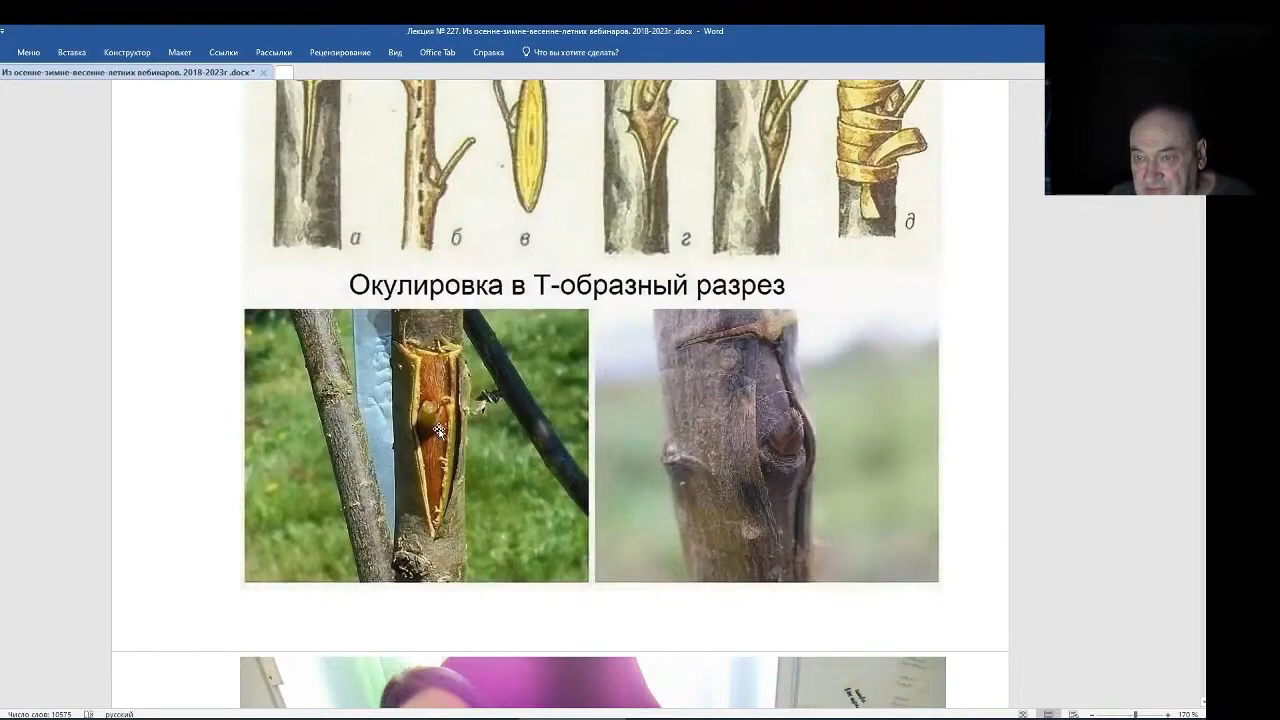 Лекция № 227. Из осенне-зимне-весенне-летних вебинаров. 2018-2023г .docx - Word
Меню Вставка Конструктор Макет Ссылки Рассылки Рецензирование Вид Office Tab Справка Что вы хотите сделать?
Из осенне-зимне-весенне-летних вебинаров. 2018-2023г .docx *
а б в г д
Окулировка в Т-образный разрез
Число слов: 10575 русский 170 %